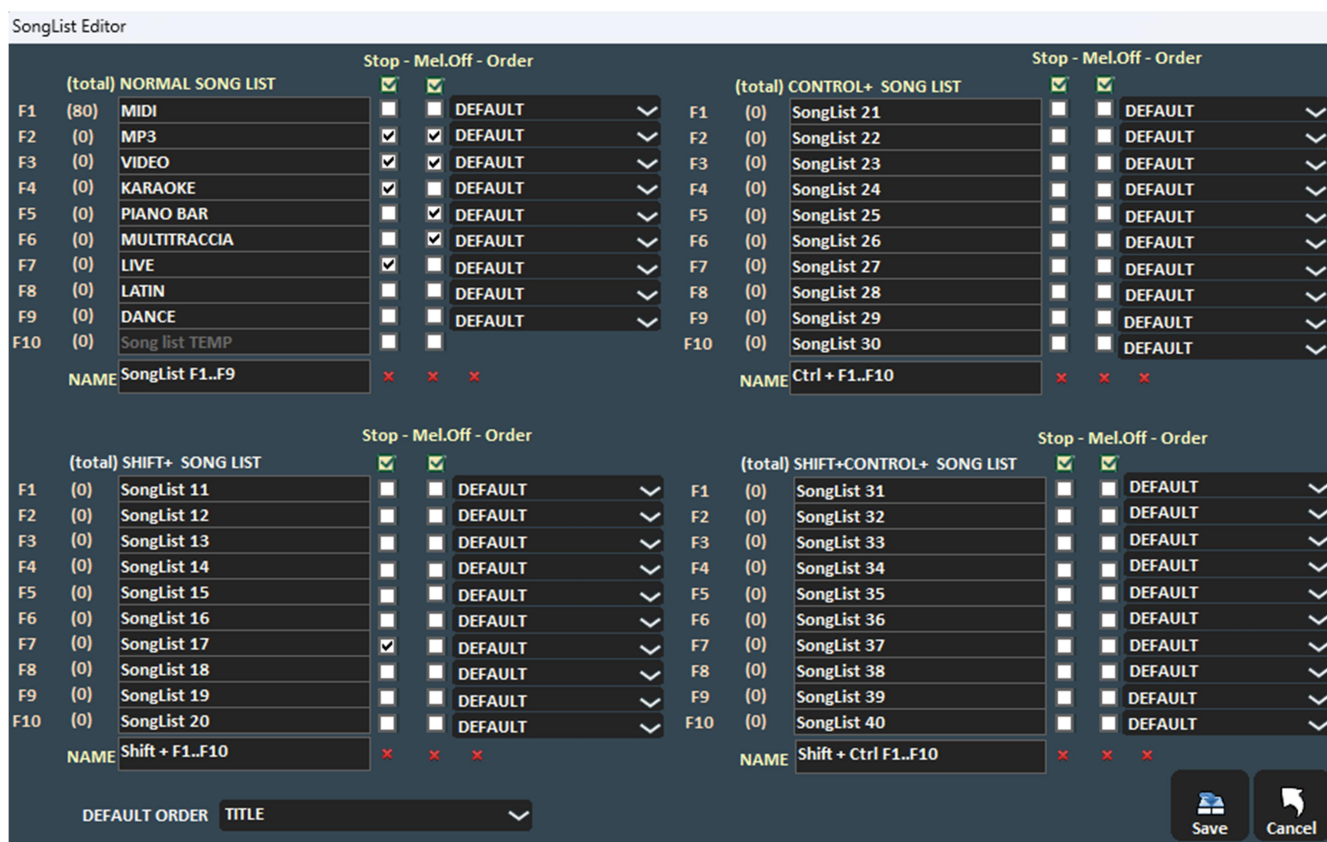 SongList Editor
Stop - Mel.Off - Order
(total) NORMAL SONG LIST
F1 (80) MIDI DEFAULT
F2 (0) MP3 DEFAULT
F3 (0) VIDEO DEFAULT
F4 (0) KARAOKE DEFAULT
F5 (0) PIANO BAR DEFAULT
F6 (0) MULTITRACCIA DEFAULT
F7 (0) LIVE DEFAULT
F8 (0) LATIN DEFAULT
F9 (0) DANCE DEFAULT
F10 (0) Song list TEMP
NAME SongList F1..F9
Stop - Mel.Off - Order
(total) CONTROL+ SONG LIST
F1 (0) SongList 21 DEFAULT
F2 (0) SongList 22 DEFAULT
F3 (0) SongList 23 DEFAULT
F4 (0) SongList 24 DEFAULT
F5 (0) SongList 25 DEFAULT
F6 (0) SongList 26 DEFAULT
F7 (0) SongList 27 DEFAULT
F8 (0) SongList 28 DEFAULT
F9 (0) SongList 29 DEFAULT
F10 (0) SongList 30 DEFAULT
NAME Ctrl + F1..F10
Stop - Mel.Off - Order
(total) SHIFT+ SONG LIST
F1 (0) SongList 11 DEFAULT
F2 (0) SongList 12 DEFAULT
F3 (0) SongList 13 DEFAULT
F4 (0) SongList 14 DEFAULT
F5 (0) SongList 15 DEFAULT
F6 (0) SongList 16 DEFAULT
F7 (0) SongList 17 DEFAULT
F8 (0) SongList 18 DEFAULT
F9 (0) SongList 19 DEFAULT
F10 (0) SongList 20 DEFAULT
NAME Shift + F1..F10
Stop - Mel.Off - Order
(total) SHIFT+CONTROL+ SONG LIST
F1 (0) SongList 31 DEFAULT
F2 (0) SongList 32 DEFAULT
F3 (0) SongList 33 DEFAULT
F4 (0) SongList 34 DEFAULT
F5 (0) SongList 35 DEFAULT
F6 (0) SongList 36 DEFAULT
F7 (0) SongList 37 DEFAULT
F8 (0) SongList 38 DEFAULT
F9 (0) SongList 39 DEFAULT
F10 (0) SongList 40 DEFAULT
NAME Shift + Ctrl F1..F10
DEFAULT ORDER TITLE
Save Cancel